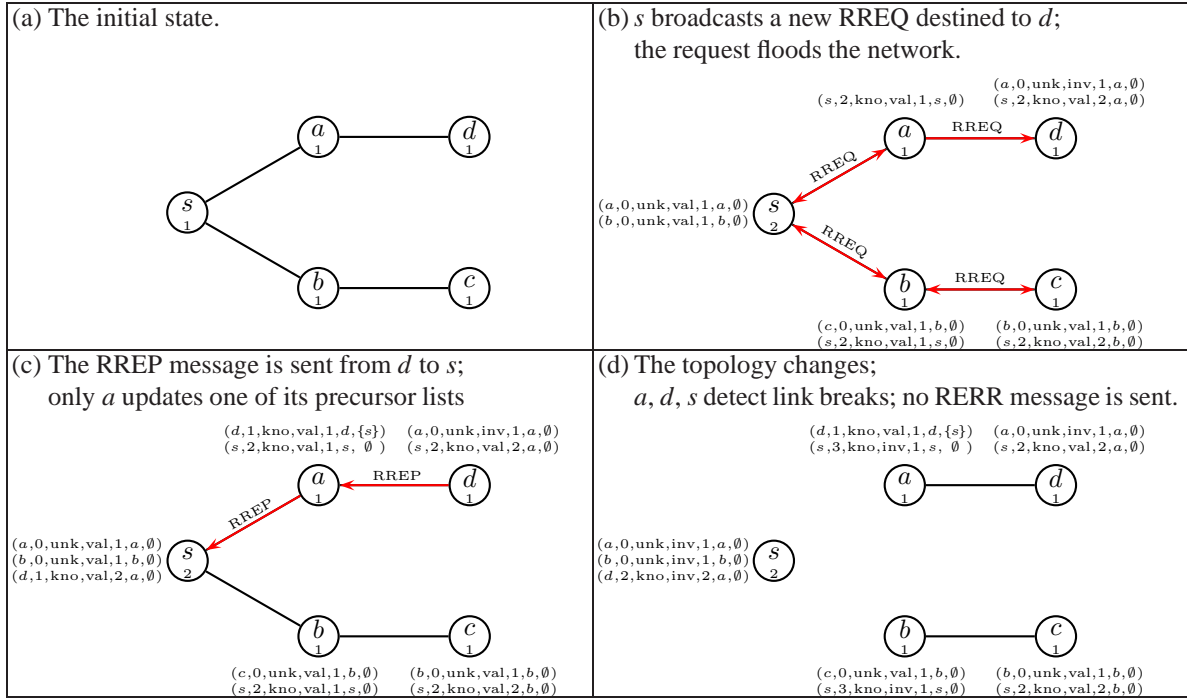 (a) The initial state.
a
1
d
1
s
1
b
1
c
1
(b) s broadcasts a new RREQ destined to d;
the request floods the network.
(a,0,unk,inv,1,a,∅)
(s,2,kno,val,1,s,∅)
(s,2,kno,val,2,a,∅)
a
1
RREQ
d
1
RREQ
(a,0,unk,val,1,a,∅)
(b,0,unk,val,1,b,∅)
s
2
RREQ
b
1
RREQ
c
1
(c,0,unk,val,1,b,∅)
(b,0,unk,val,1,b,∅)
(s,2,kno,val,1,s,∅)
(s,2,kno,val,2,b,∅)
(c) The RREP message is sent from d to s;
only a updates one of its precursor lists
(d,1,kno,val,1,d,{s})
(a,0,unk,inv,1,a,∅)
(s,2,kno,val,1,s, ∅ )
(s,2,kno,val,2,a,∅)
a
1
RREP
d
1
RREP
(a,0,unk,val,1,a,∅)
(b,0,unk,val,1,b,∅)
(d,1,kno,val,2,a,∅)
s
2
b
1
c
1
(c,0,unk,val,1,b,∅)
(b,0,unk,val,1,b,∅)
(s,2,kno,val,1,s,∅)
(s,2,kno,val,2,b,∅)
(d) The topology changes;
a, d, s detect link breaks; no RERR message is sent.
(d,1,kno,val,1,d,{s})
(a,0,unk,inv,1,a,∅)
(s,3,kno,inv,1,s, ∅ )
(s,2,kno,val,2,a,∅)
a
1
d
1
(a,0,unk,inv,1,a,∅)
(b,0,unk,inv,1,b,∅)
(d,2,kno,inv,2,a,∅)
s
2
b
1
c
1
(c,0,unk,val,1,b,∅)
(b,0,unk,val,1,b,∅)
(s,3,kno,inv,1,s,∅)
(s,2,kno,val,2,b,∅)